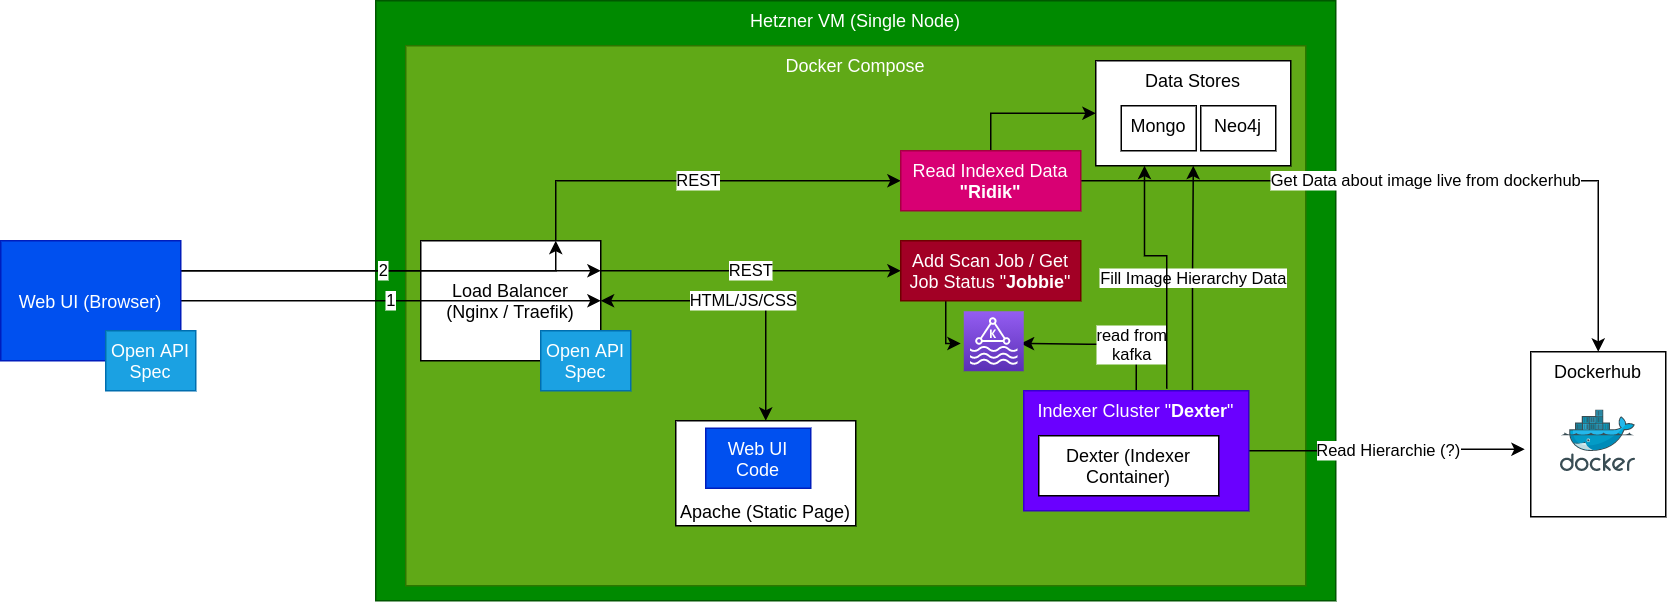 Hetzner VM (Single Node)
Docker Compose
Data Stores
Mongo
Neo4j
Read Indexed Data
"Ridik"
REST
Get Data about image live from dockerhub
Web UI (Browser)
Open API
Spec
2
1
Load Balancer
(Nginx / Traefik)
Open API
Spec
REST
HTML/JS/CSS
Add Scan Job / Get
Job Status "Jobbie"
Fill Image Hierarchy Data
K
read from
kafka
Indexer Cluster "Dexter"
Dexter (Indexer
Container)
Read Hierarchie (?)
Dockerhub
docker
Web UI
Code
Apache (Static Page)